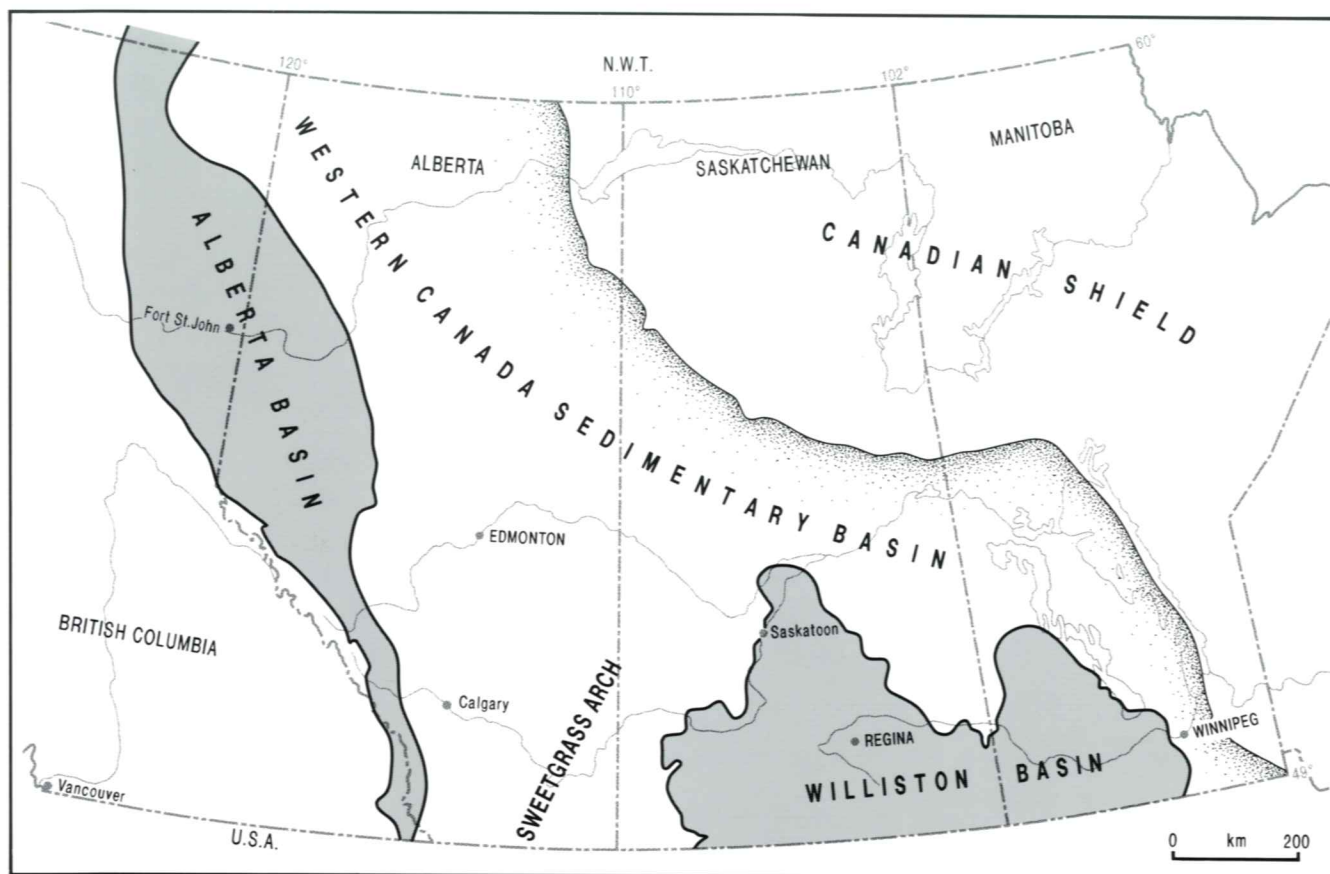 N.W.T.
60°
120°
110°
102°
MANITOBA
ALBERTA
SASKATCHEWAN
WESTERN CANADA SEDIMENTARY BASIN
CANADIAN SHIELD
ALBERTA BASIN
Fort St.John
EDMONTON
BRITISH COLUMBIA
Saskatoon
SWEETGRASS ARCH
Calgary
REGINA
WINNIPEG
WILLISTON BASIN
49°
Vancouver
U.S.A.
0 km 200